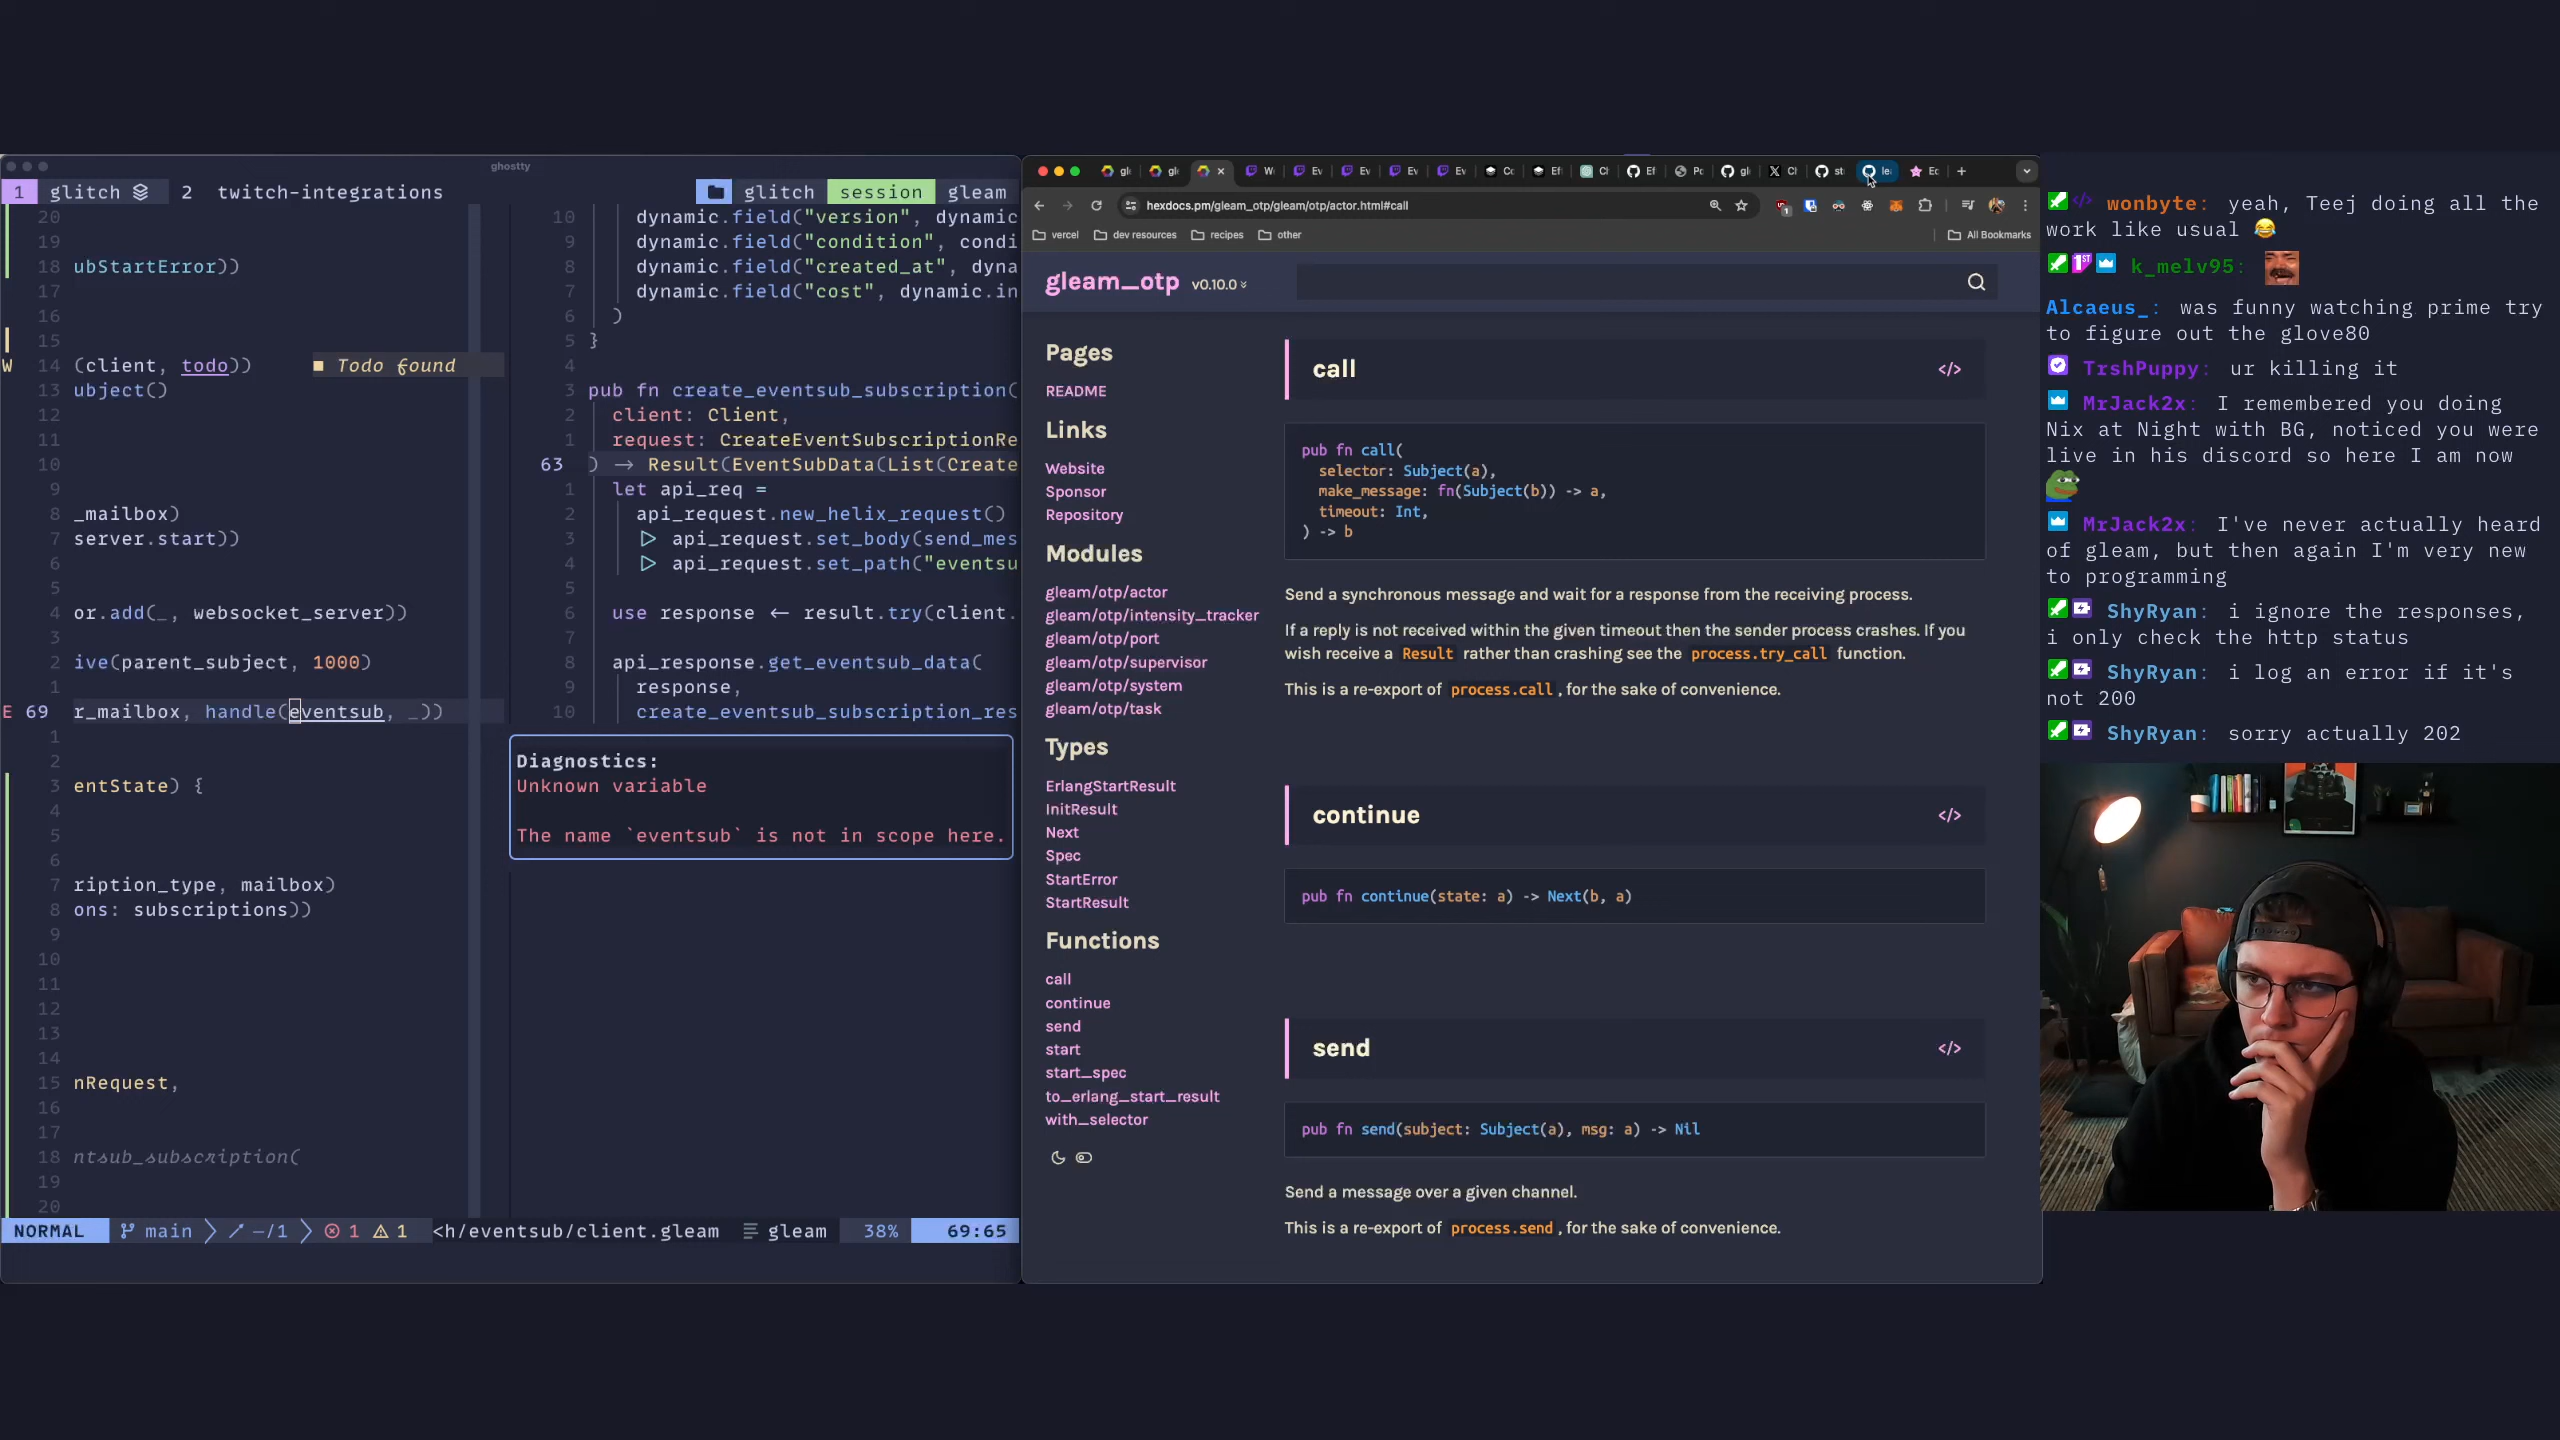 ghostty
1 glitch 2 twitch-integrations glitch session gleam
20
19
18 ubStartError))
17
16
15
W 14 (client, todo)) ■ Todo found
13 ubject()
12
11
10
9
8 _mailbox)
7 server.start))
6
5
4 or.add(_, websocket_server))
3
2 ive(parent_subject, 1000)
1
E 69 r_mailbox, handle(eventsub, _))
1
2
3 entState) {
4
5
6
7 ription_type, mailbox)
8 ons: subscriptions))
9
10
11
12
13
14
15 nRequest,
16
17
18 ntsub_subscription(
19
20
10 dynamic.field("version", dynamic
9 dynamic.field("condition", condi
8 dynamic.field("created_at", dyna
7 dynamic.field("cost", dynamic.in
6 )
5 }
4
3 pub fn create_eventsub_subscription(
2 client: Client,
1 request: CreateEventSubscriptionRe
63 ) → Result(EventSubData(List(Create
1 let api_req =
2 api_request.new_helix_request()
3 ▷ api_request.set_body(send_mes
4 ▷ api_request.set_path("eventsu
5
6 use response ← result.try(client.
7
8 api_response.get_eventsub_data(
9 response,
10 create_eventsub_subscription_res
Diagnostics:
Unknown variable
The name `eventsub` is not in scope here.
NORMAL main ~/1 1 1 <h/eventsub/client.gleam gleam 38% 69:65
gl gl W Ev Ev Ev Ev Co Ef Cl Ef Pc gl Cl st le Ec
hexdocs.pm/gleam_otp/gleam/otp/actor.html#call
vercel dev resources recipes other All Bookmarks
gleam_otp v0.10.0
Pages
README
Links
Website
Sponsor
Repository
Modules
gleam/otp/actor
gleam/otp/intensity_tracker
gleam/otp/port
gleam/otp/supervisor
gleam/otp/system
gleam/otp/task
Types
ErlangStartResult
InitResult
Next
Spec
StartError
StartResult
Functions
call
continue
send
start
start_spec
to_erlang_start_result
with_selector
call </>
pub fn call(
selector: Subject(a),
make_message: fn(Subject(b)) -> a,
timeout: Int,
) -> b
Send a synchronous message and wait for a response from the receiving process.
If a reply is not received within the given timeout then the sender process crashes. If you
wish receive a Result rather than crashing see the process.try_call function.
This is a re-export of process.call, for the sake of convenience.
continue </>
pub fn continue(state: a) -> Next(b, a)
send </>
pub fn send(subject: Subject(a), msg: a) -> Nil
Send a message over a given channel.
This is a re-export of process.send, for the sake of convenience.
wonbyte: yeah, Teej doing all the
work like usual 😂
k_melv95:
Alcaeus_: was funny watching prime try
to figure out the glove80
TrshPuppy: ur killing it
MrJack2x: I remembered you doing
Nix at Night with BG, noticed you were
live in his discord so here I am now
MrJack2x: I've never actually heard
of gleam, but then again I'm very new
to programming
ShyRyan: i ignore the responses,
i only check the http status
ShyRyan: i log an error if it's
not 200
ShyRyan: sorry actually 202